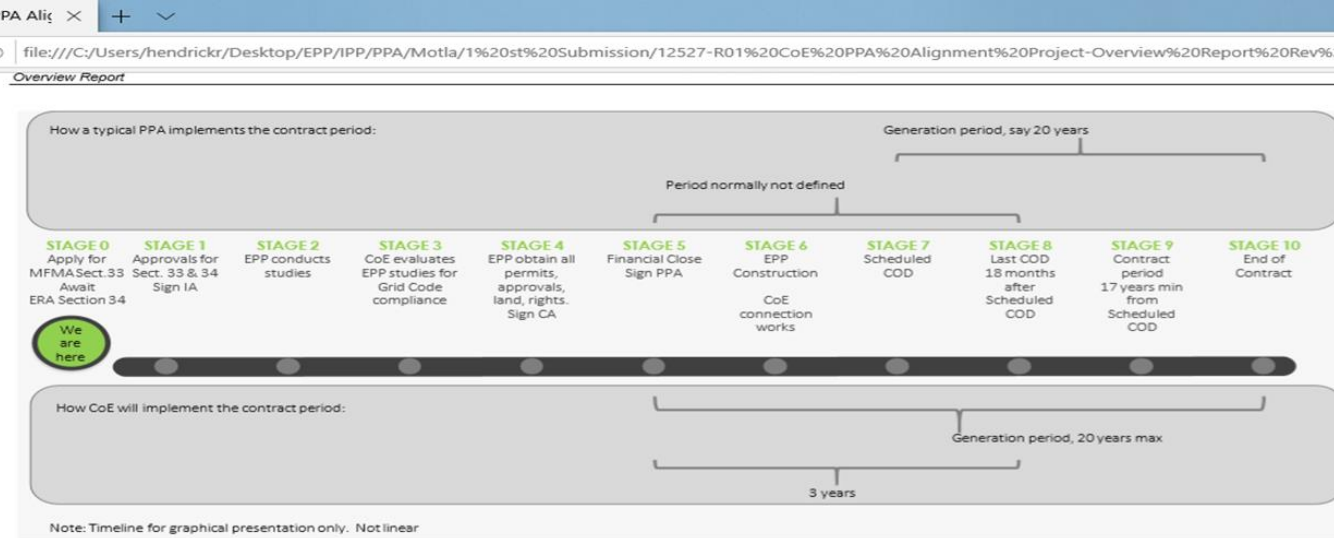 PA Alig
file:///C:/Users/hendrickr/Desktop/EPP/IPP/PPA/Motla/1%20st%20Submission/12527-R01%20CoE%20PPA%20Alignment%20Project-Overview%20Report%20Rev%
Overview Report
How a typical PPA implements the contract period:
Generation period, say 20 years
Period normally not defined
STAGE 0
Apply for
MFMA Sect.33
Await
ERA Section 34
STAGE 1
Approvals for
Sect. 33 & 34
Sign IA
STAGE 2
EPP conducts
studies
STAGE 3
CoE evaluates
EPP studies for
Grid Code
compliance
STAGE 4
EPP obtain all
permits,
approvals,
land, rights.
Sign CA
STAGE 5
Financial Close
Sign PPA
STAGE 6
EPP
Construction
CoE
connection
works
STAGE 7
Scheduled
COD
STAGE 8
Last COD
18 months
after
Scheduled
COD
STAGE 9
Contract
period
17 years min
from
Scheduled
COD
STAGE 10
End of
Contract
We
are
here
How CoE will implement the contract period:
Generation period, 20 years max
3 years
Note: Timeline for graphical presentation only. Not linear